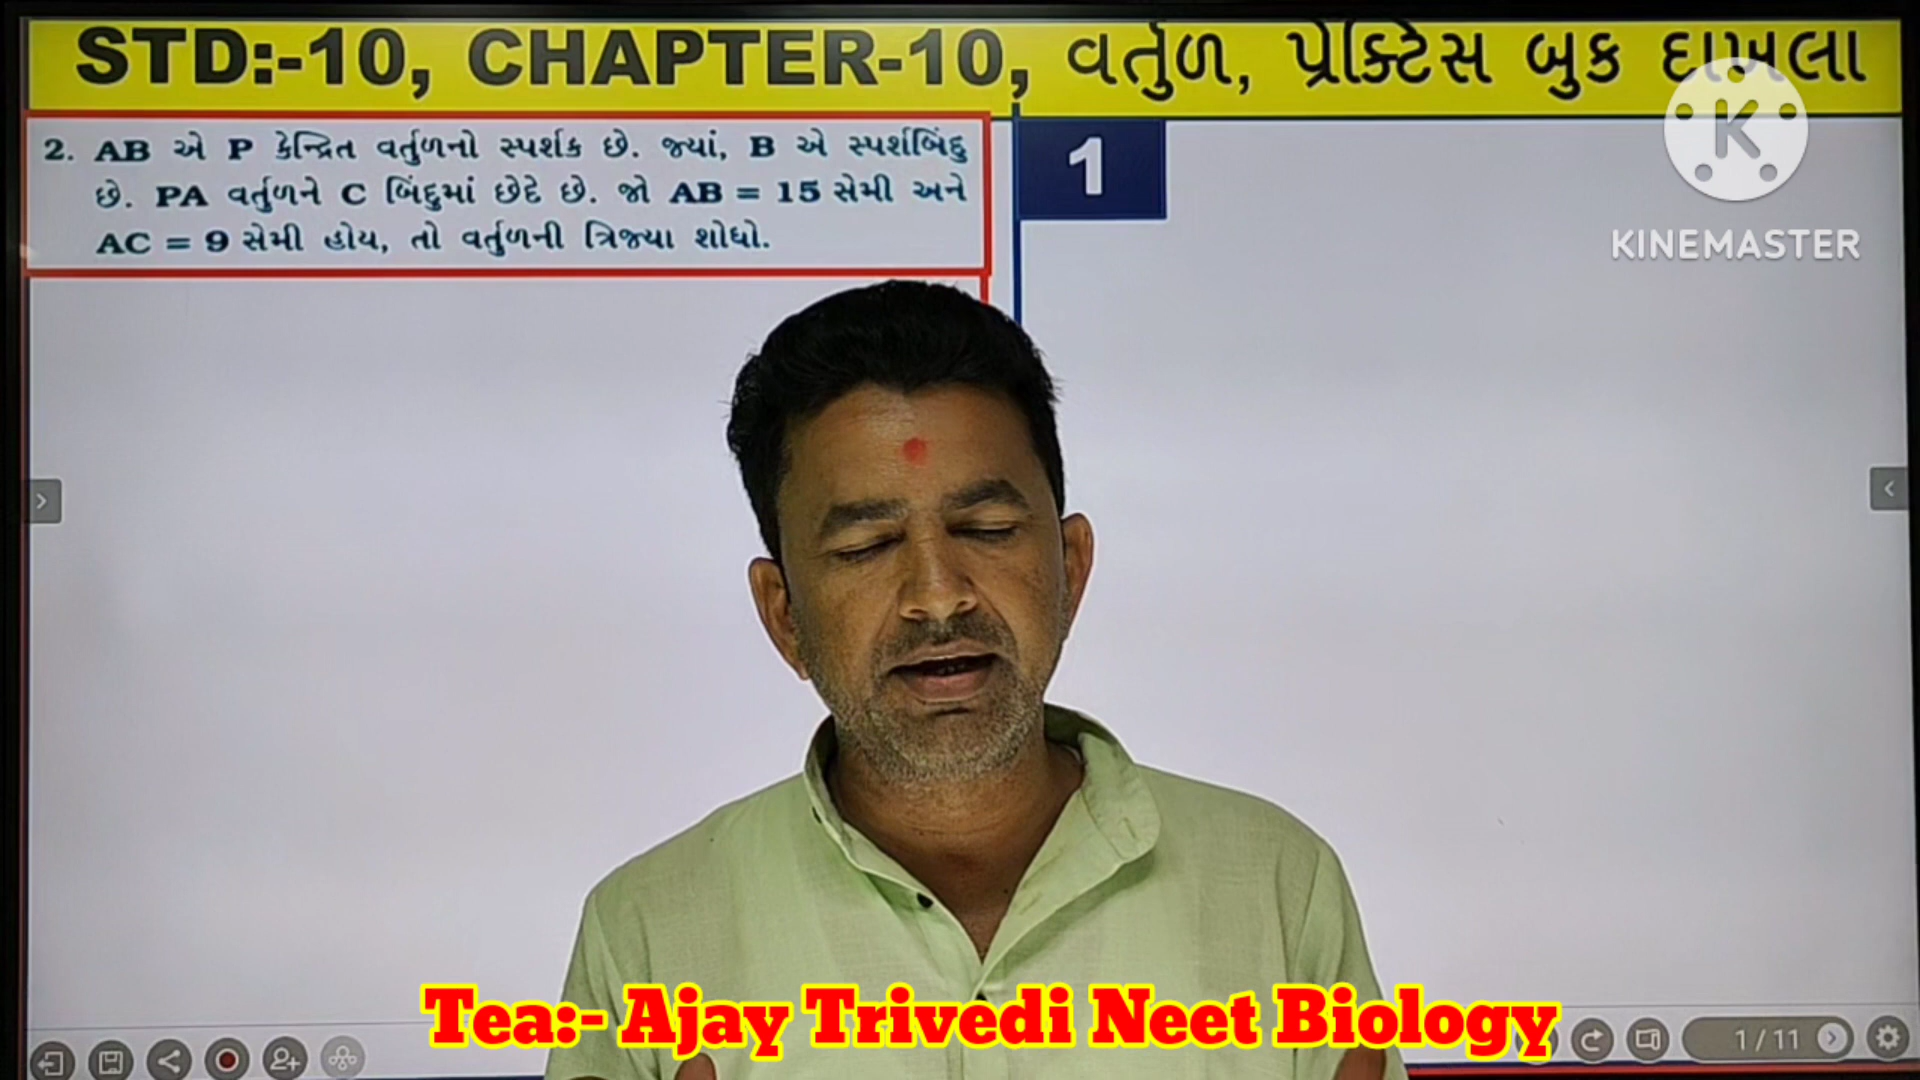 STD:-10, CHAPTER-10, વર્તુળ, પ્રેક્ટિસ બુક દાખલા
2. AB એ P કેન્દ્રિત વર્તુળનો સ્પર્શક છે. જ્યાં, B એ સ્પર્શબિંદુ
છે. PA વર્તુળને C બિંદુમાં છેદે છે. જો AB = 15 સેમી અને
AC = 9 સેમી હોય, તો વર્તુળની ત્રિજ્યા શોધો.
1
K
KINEMASTER
Tea:- Ajay Trivedi Neet Biology
1 / 11